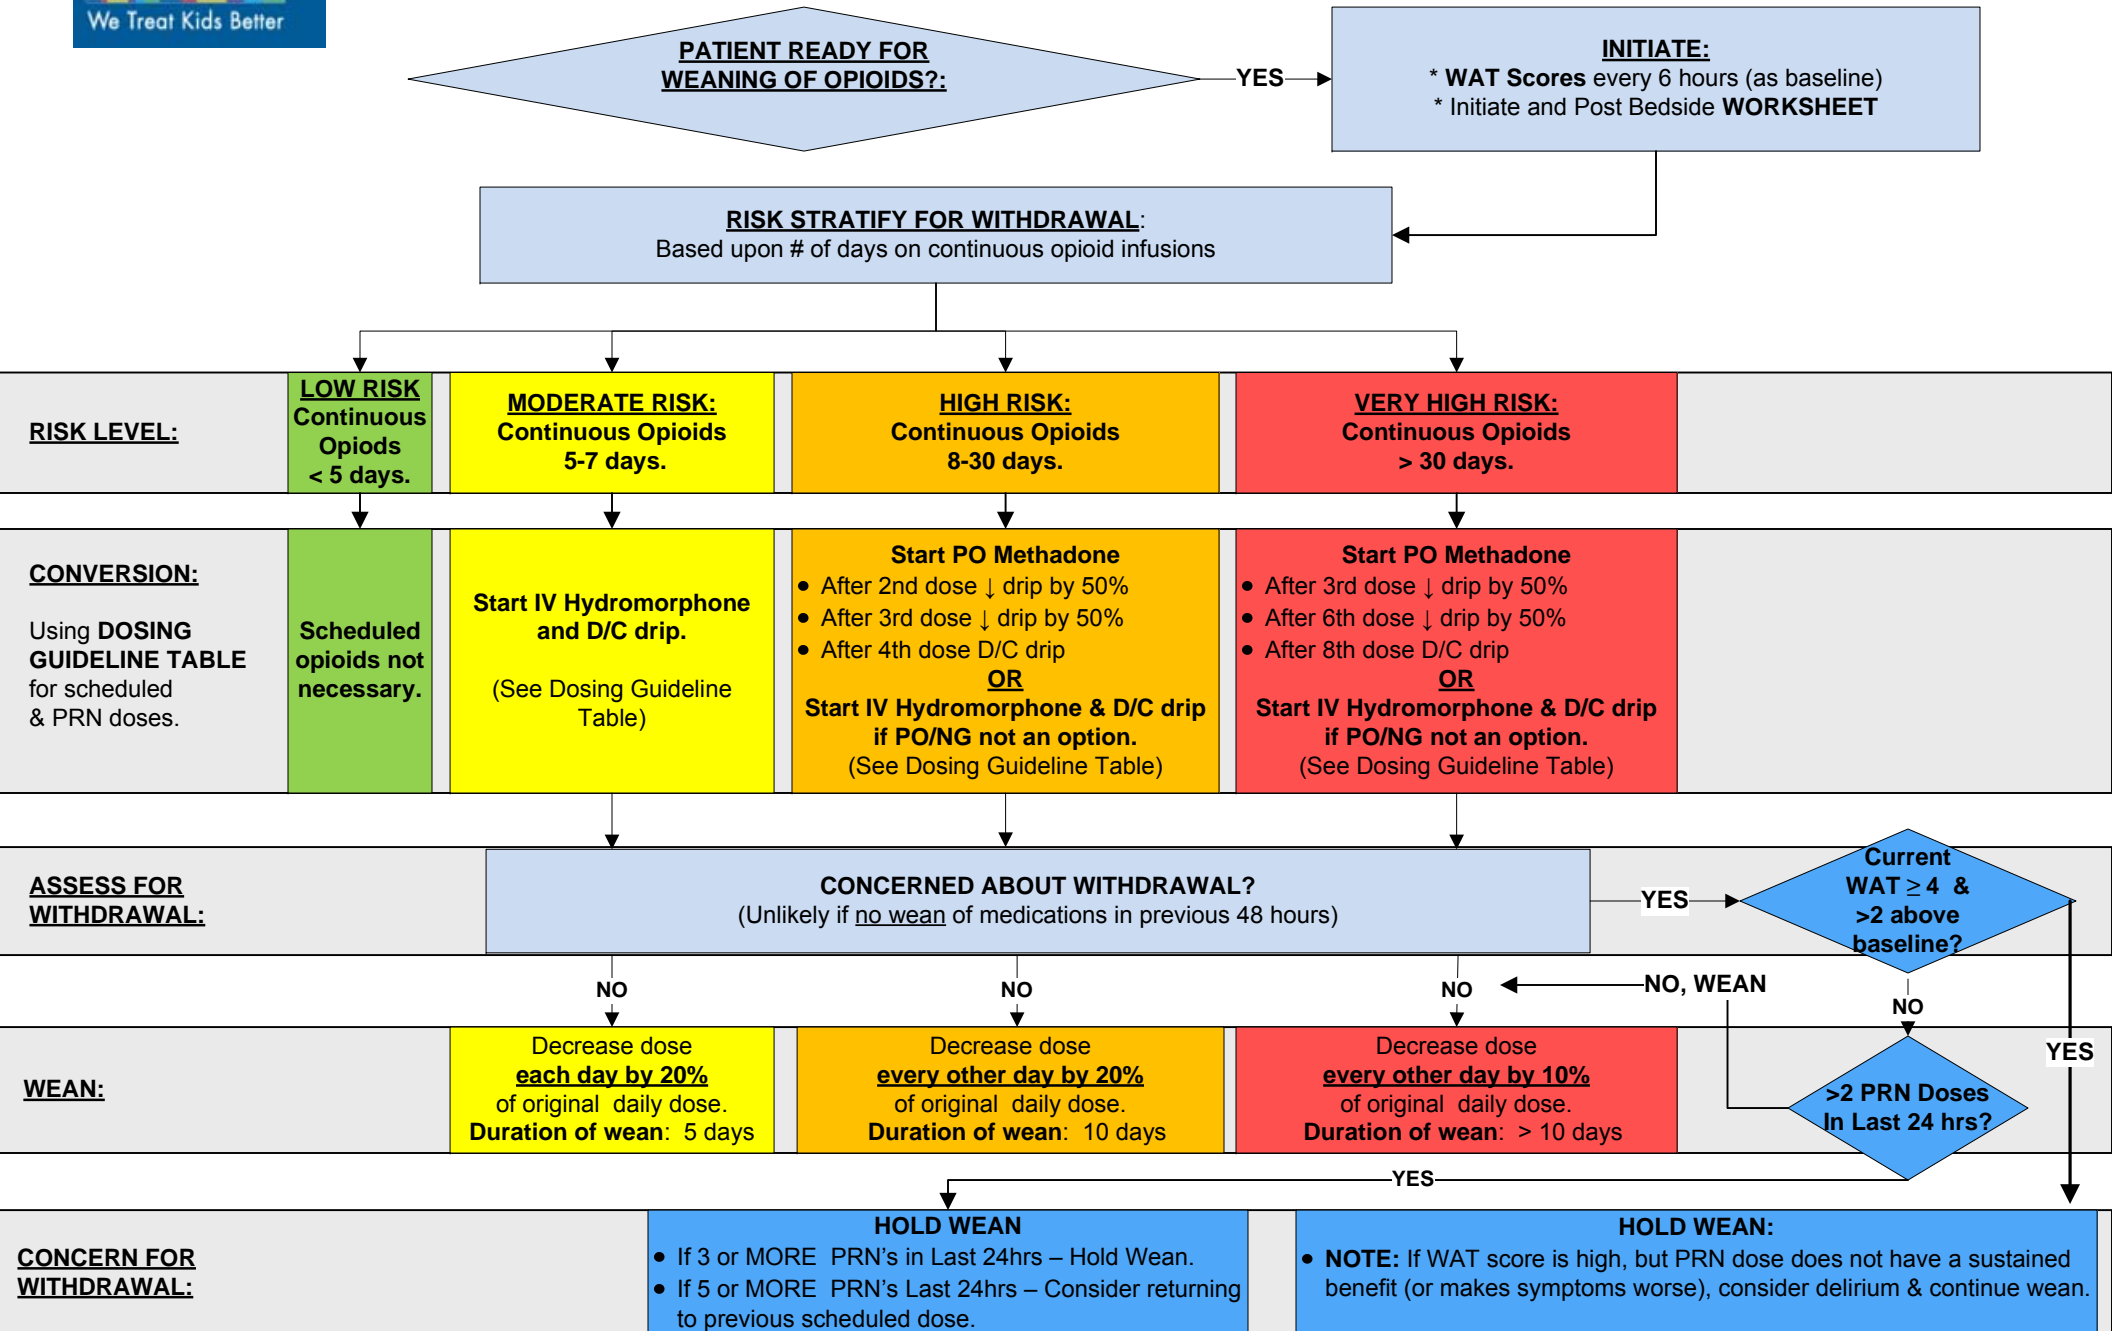 We Treat Kids Better
PATIENT READY FOR
WEANING OF OPIOIDS?:
YES
INITIATE:
* WAT Scores every 6 hours (as baseline)
* Initiate and Post Bedside WORKSHEET
RISK STRATIFY FOR WITHDRAWAL:
Based upon # of days on continuous opioid infusions
RISK LEVEL:
LOW RISK
Continuous
Opiods
< 5 days.
MODERATE RISK:
Continuous Opioids
5-7 days.
HIGH RISK:
Continuous Opioids
8-30 days.
VERY HIGH RISK:
Continuous Opioids
> 30 days.
CONVERSION:
Using DOSING
GUIDELINE TABLE
for scheduled
& PRN doses.
Scheduled
opioids not
necessary.
Start IV Hydromorphone
and D/C drip.
(See Dosing Guideline
Table)
Start PO Methadone
• After 2nd dose ↓ drip by 50%
• After 3rd dose ↓ drip by 50%
• After 4th dose D/C drip
OR
Start IV Hydromorphone & D/C drip
if PO/NG not an option.
(See Dosing Guideline Table)
Start PO Methadone
• After 3rd dose ↓ drip by 50%
• After 6th dose ↓ drip by 50%
• After 8th dose D/C drip
OR
Start IV Hydromorphone & D/C drip
if PO/NG not an option.
(See Dosing Guideline Table)
ASSESS FOR
WITHDRAWAL:
CONCERNED ABOUT WITHDRAWAL?
(Unlikely if no wean of medications in previous 48 hours)
YES
Current
WAT ≥ 4 &
>2 above
baseline?
NO
NO
NO
NO, WEAN
NO
YES
WEAN:
Decrease dose
each day by 20%
of original daily dose.
Duration of wean: 5 days
Decrease dose
every other day by 20%
of original daily dose.
Duration of wean: 10 days
Decrease dose
every other day by 10%
of original daily dose.
Duration of wean: > 10 days
>2 PRN Doses
In Last 24 hrs?
YES
CONCERN FOR
WITHDRAWAL:
HOLD WEAN
• If 3 or MORE PRN's in Last 24hrs – Hold Wean.
• If 5 or MORE PRN's Last 24hrs – Consider returning
to previous scheduled dose.
HOLD WEAN:
• NOTE: If WAT score is high, but PRN dose does not have a sustained
benefit (or makes symptoms worse), consider delirium & continue wean.